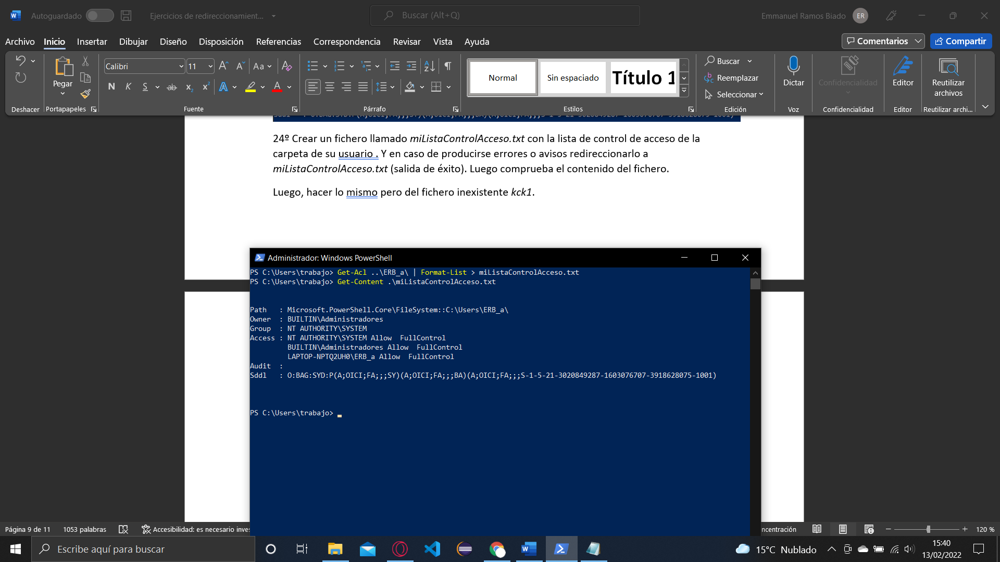 Autoguardado
Ejercicios de redireccionamient...
Buscar (Alt+Q)
Emmanuel Ramos Biado
ER
Archivo
Inicio
Insertar
Dibujar
Diseño
Disposición
Referencias
Correspondencia
Revisar
Vista
Ayuda
Comentarios
Compartir
Pegar
Calibri
11
Aa
N K S ab x₂ x² A A
Normal
Sin espaciado
Título 1
Buscar
Reemplazar
Seleccionar
Dictar
Confidencialidad
Editor
Reutilizar
archivos
Deshacer
Portapapeles
Fuente
Párrafo
Estilos
Edición
Voz
Confidencialidad
Editor
Reutilizar archi...
24º Crear un fichero llamado miListaControlAcceso.txt con la lista de control de acceso de la
carpeta de su usuario . Y en caso de producirse errores o avisos redireccionarlo a
miListaControlAcceso.txt (salida de éxito). Luego comprueba el contenido del fichero.
Luego, hacer lo mismo pero del fichero inexistente kck1.
Administrador: Windows PowerShell
PS C:\Users\trabajo> Get-Acl ..\ERB_a\ | Format-List > miListaControlAcceso.txt
PS C:\Users\trabajo> Get-Content .\miListaControlAcceso.txt
Path   : Microsoft.PowerShell.Core\FileSystem::C:\Users\ERB_a\
Owner  : BUILTIN\Administradores
Group  : NT AUTHORITY\SYSTEM
Access : NT AUTHORITY\SYSTEM Allow  FullControl
BUILTIN\Administradores Allow  FullControl
LAPTOP-NPTQ2UH0\ERB_a Allow  FullControl
Audit  :
Sddl   : O:BAG:SYD:P(A;OICI;FA;;;SY)(A;OICI;FA;;;BA)(A;OICI;FA;;;S-1-5-21-3020849287-1603076707-3918628075-1001)
PS C:\Users\trabajo>
Página 9 de 11
1053 palabras
Accesibilidad: es necesario inves
ncentración
120 %
Escribe aquí para buscar
15°C Nublado
15:40
13/02/2022